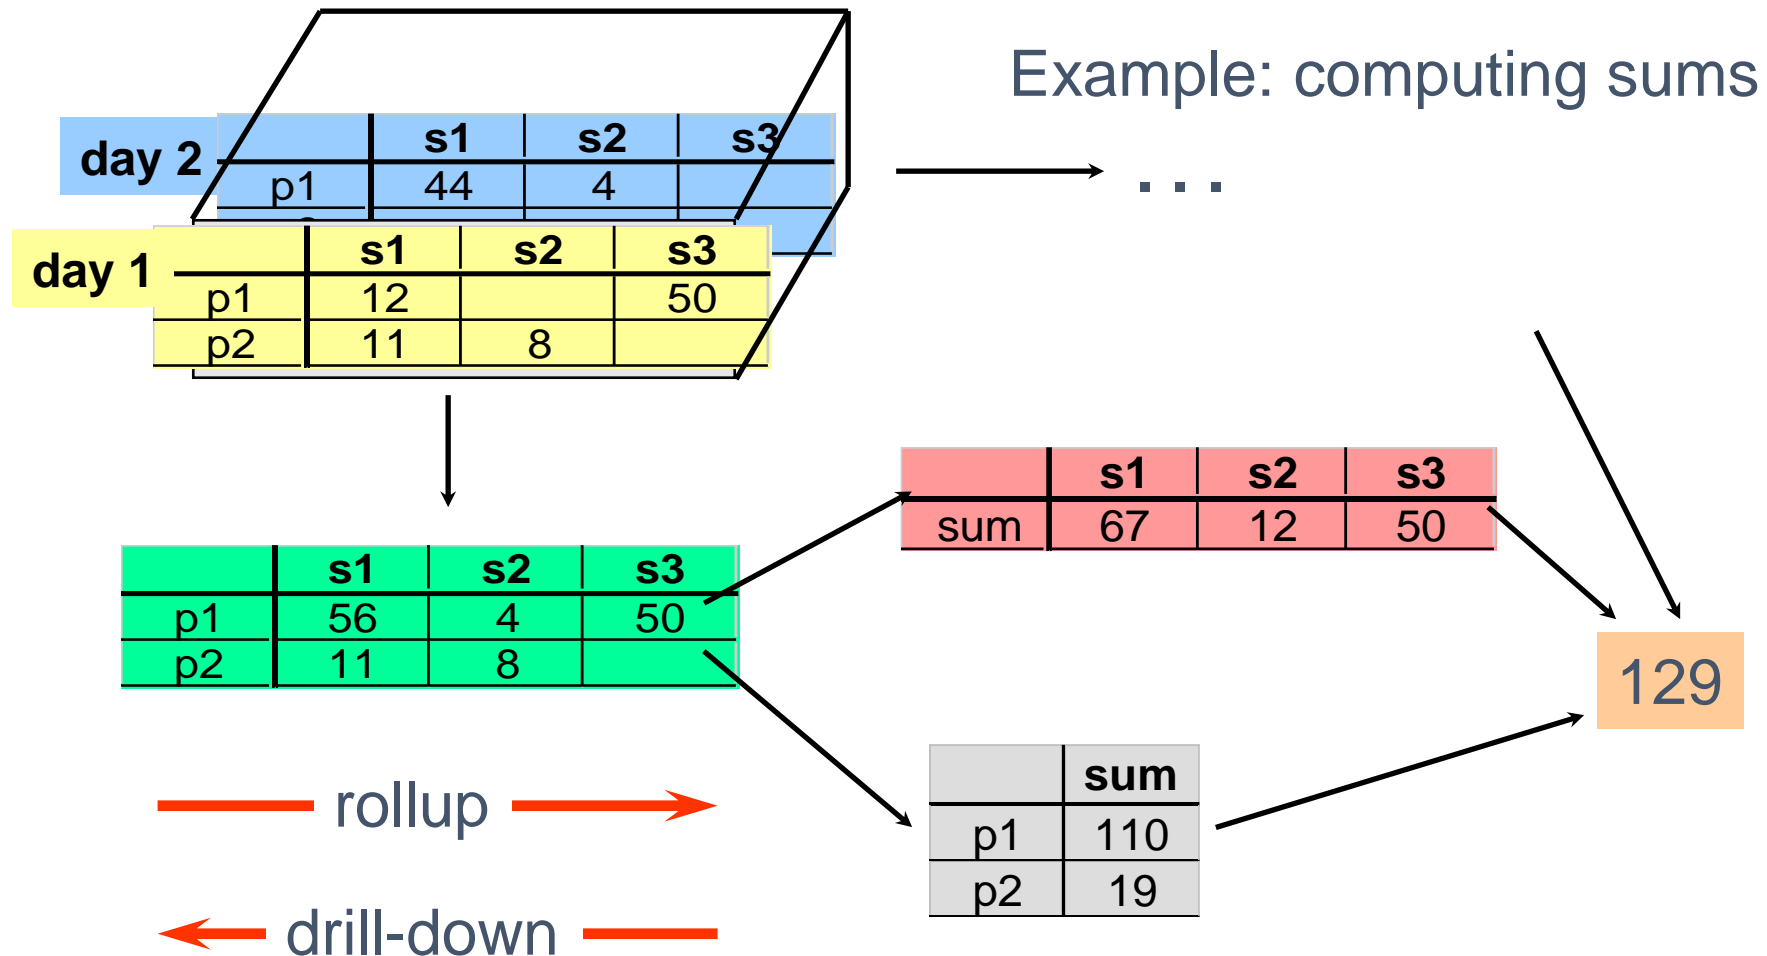 Example: computing sums
day 2
s1 s2 s3
p1 44 4
...
day 1
s1 s2 s3
p1 12 50
p2 11 8
s1 s2 s3
sum 67 12 50
s1 s2 s3
p1 56 4 50
p2 11 8
129
sum
p1 110
p2 19
rollup
drill-down